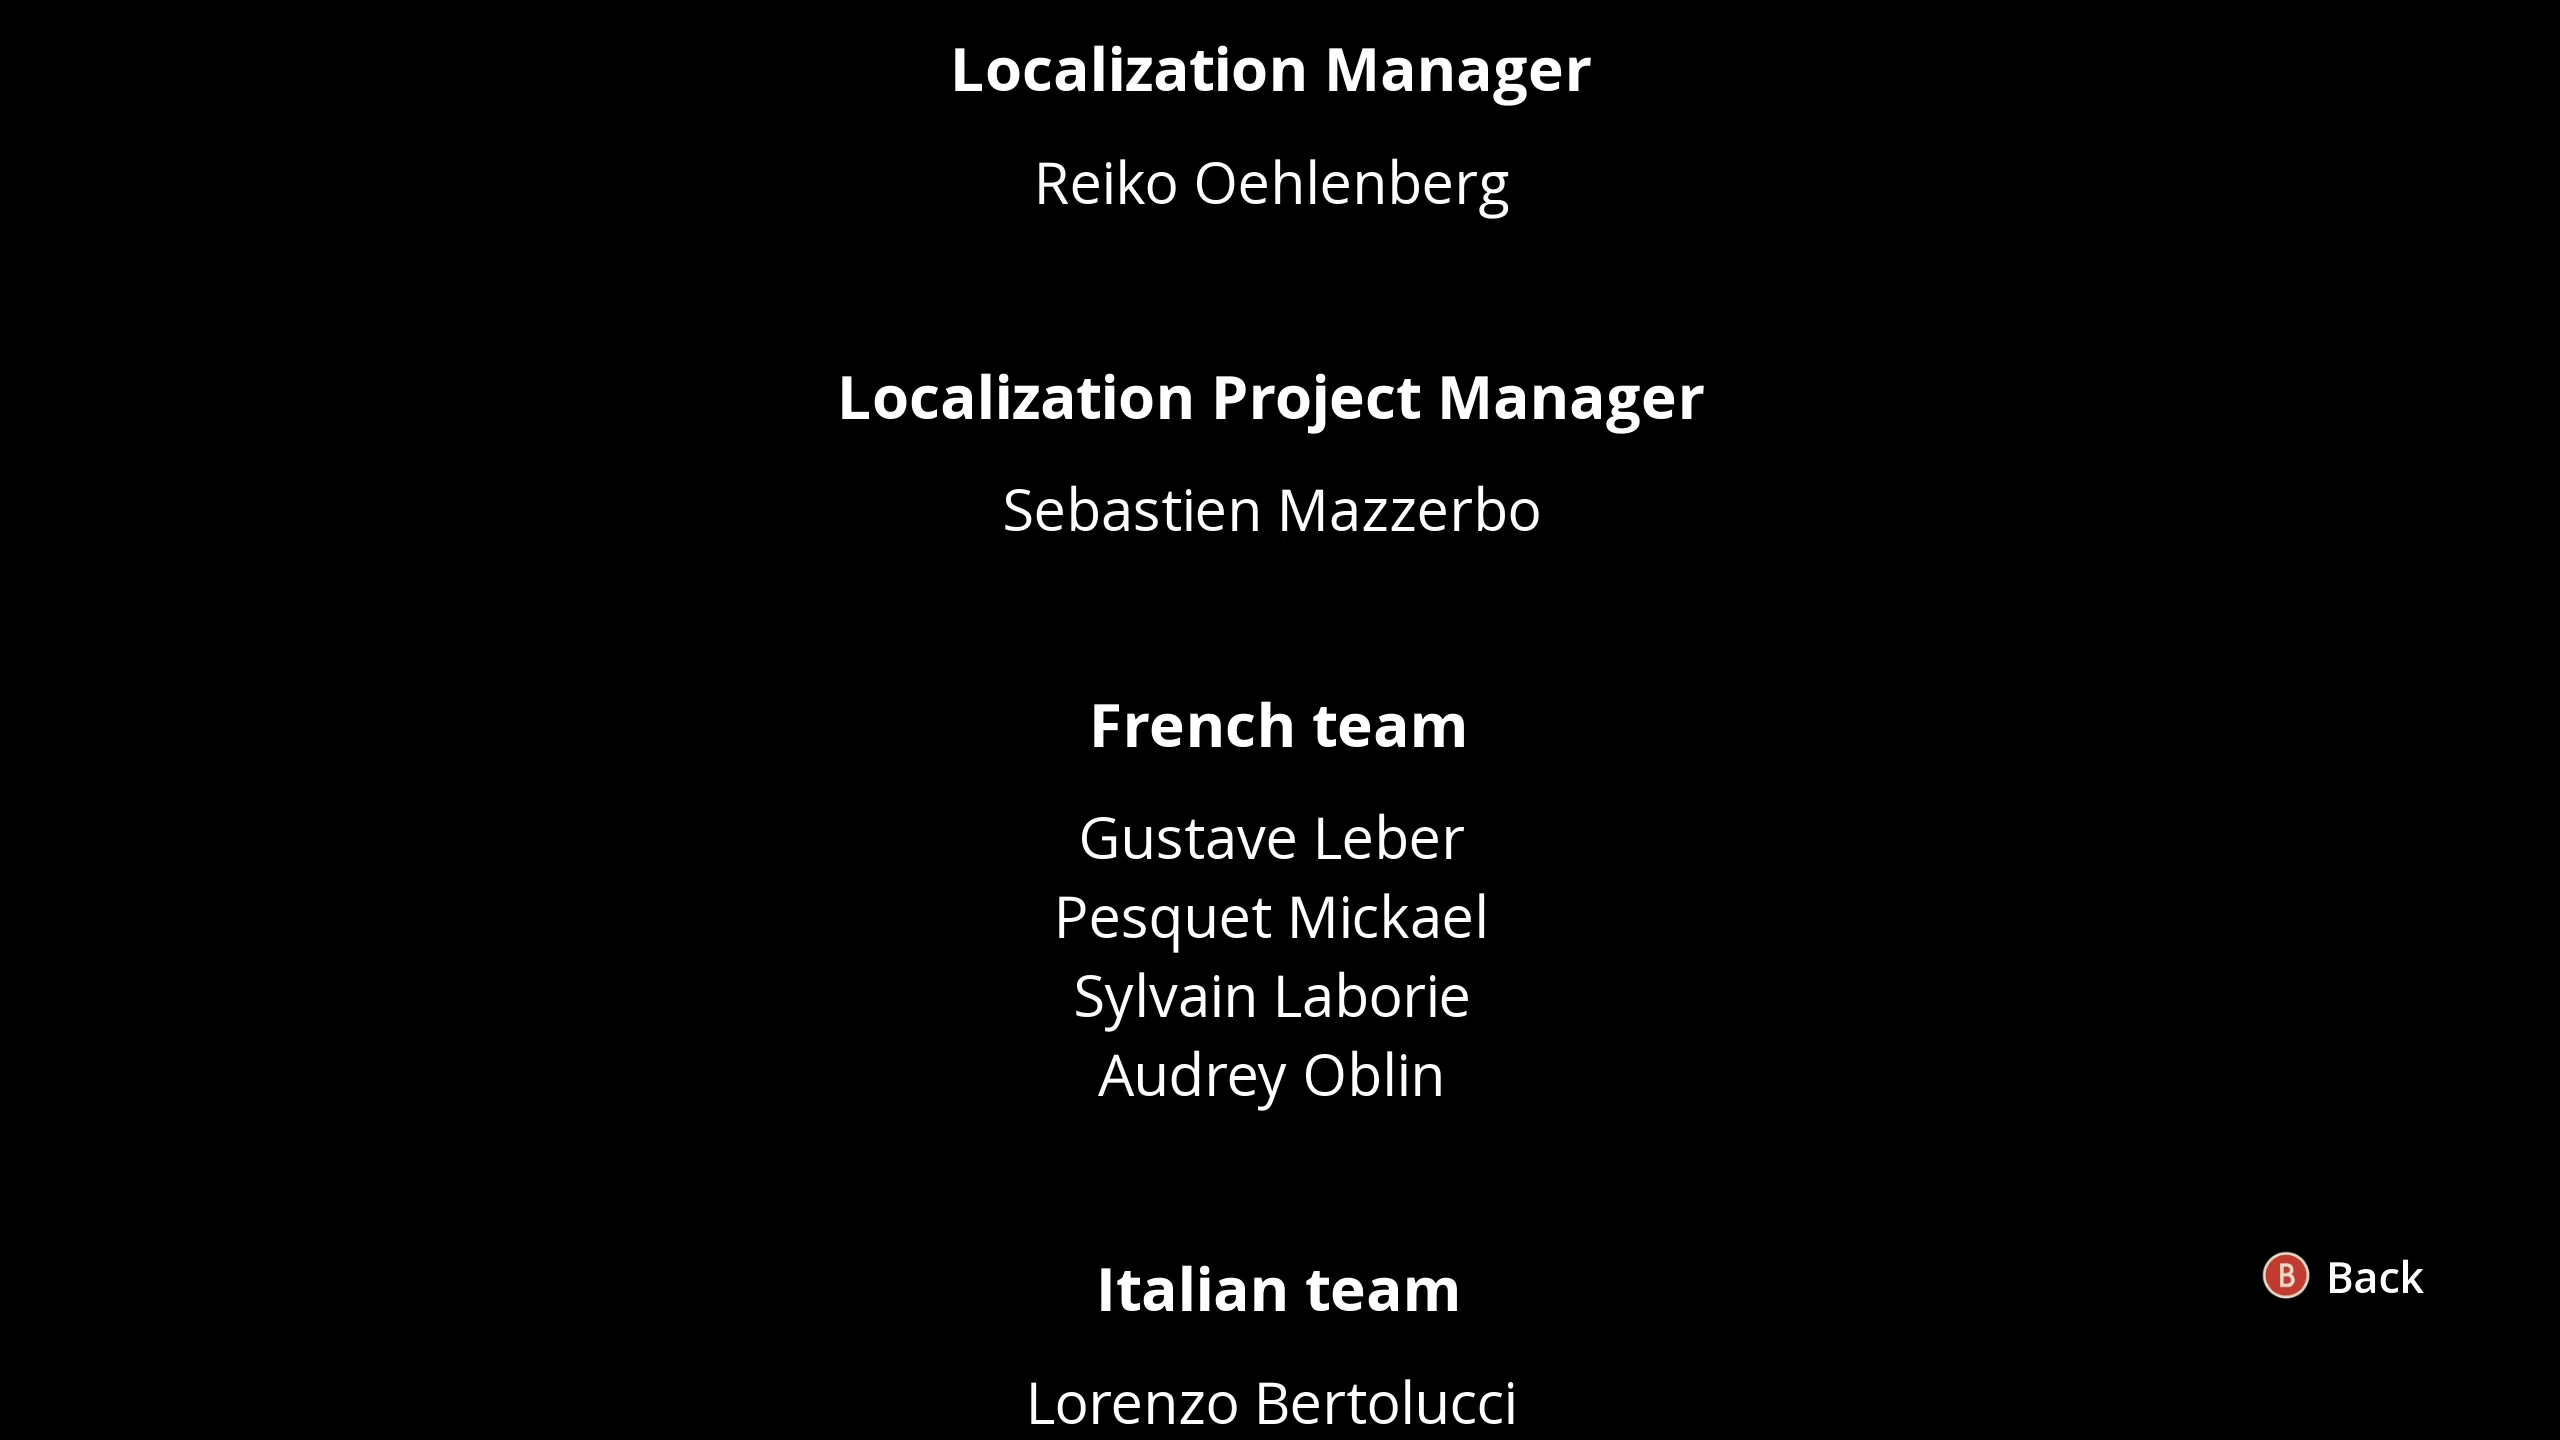 Localization Manager
Reiko Oehlenberg
Localization Project Manager
Sebastien Mazzerbo
French team
Gustave Leber
Pesquet Mickael
Sylvain Laborie
Audrey Oblin
Italian team
B Back
Lorenzo Bertolucci